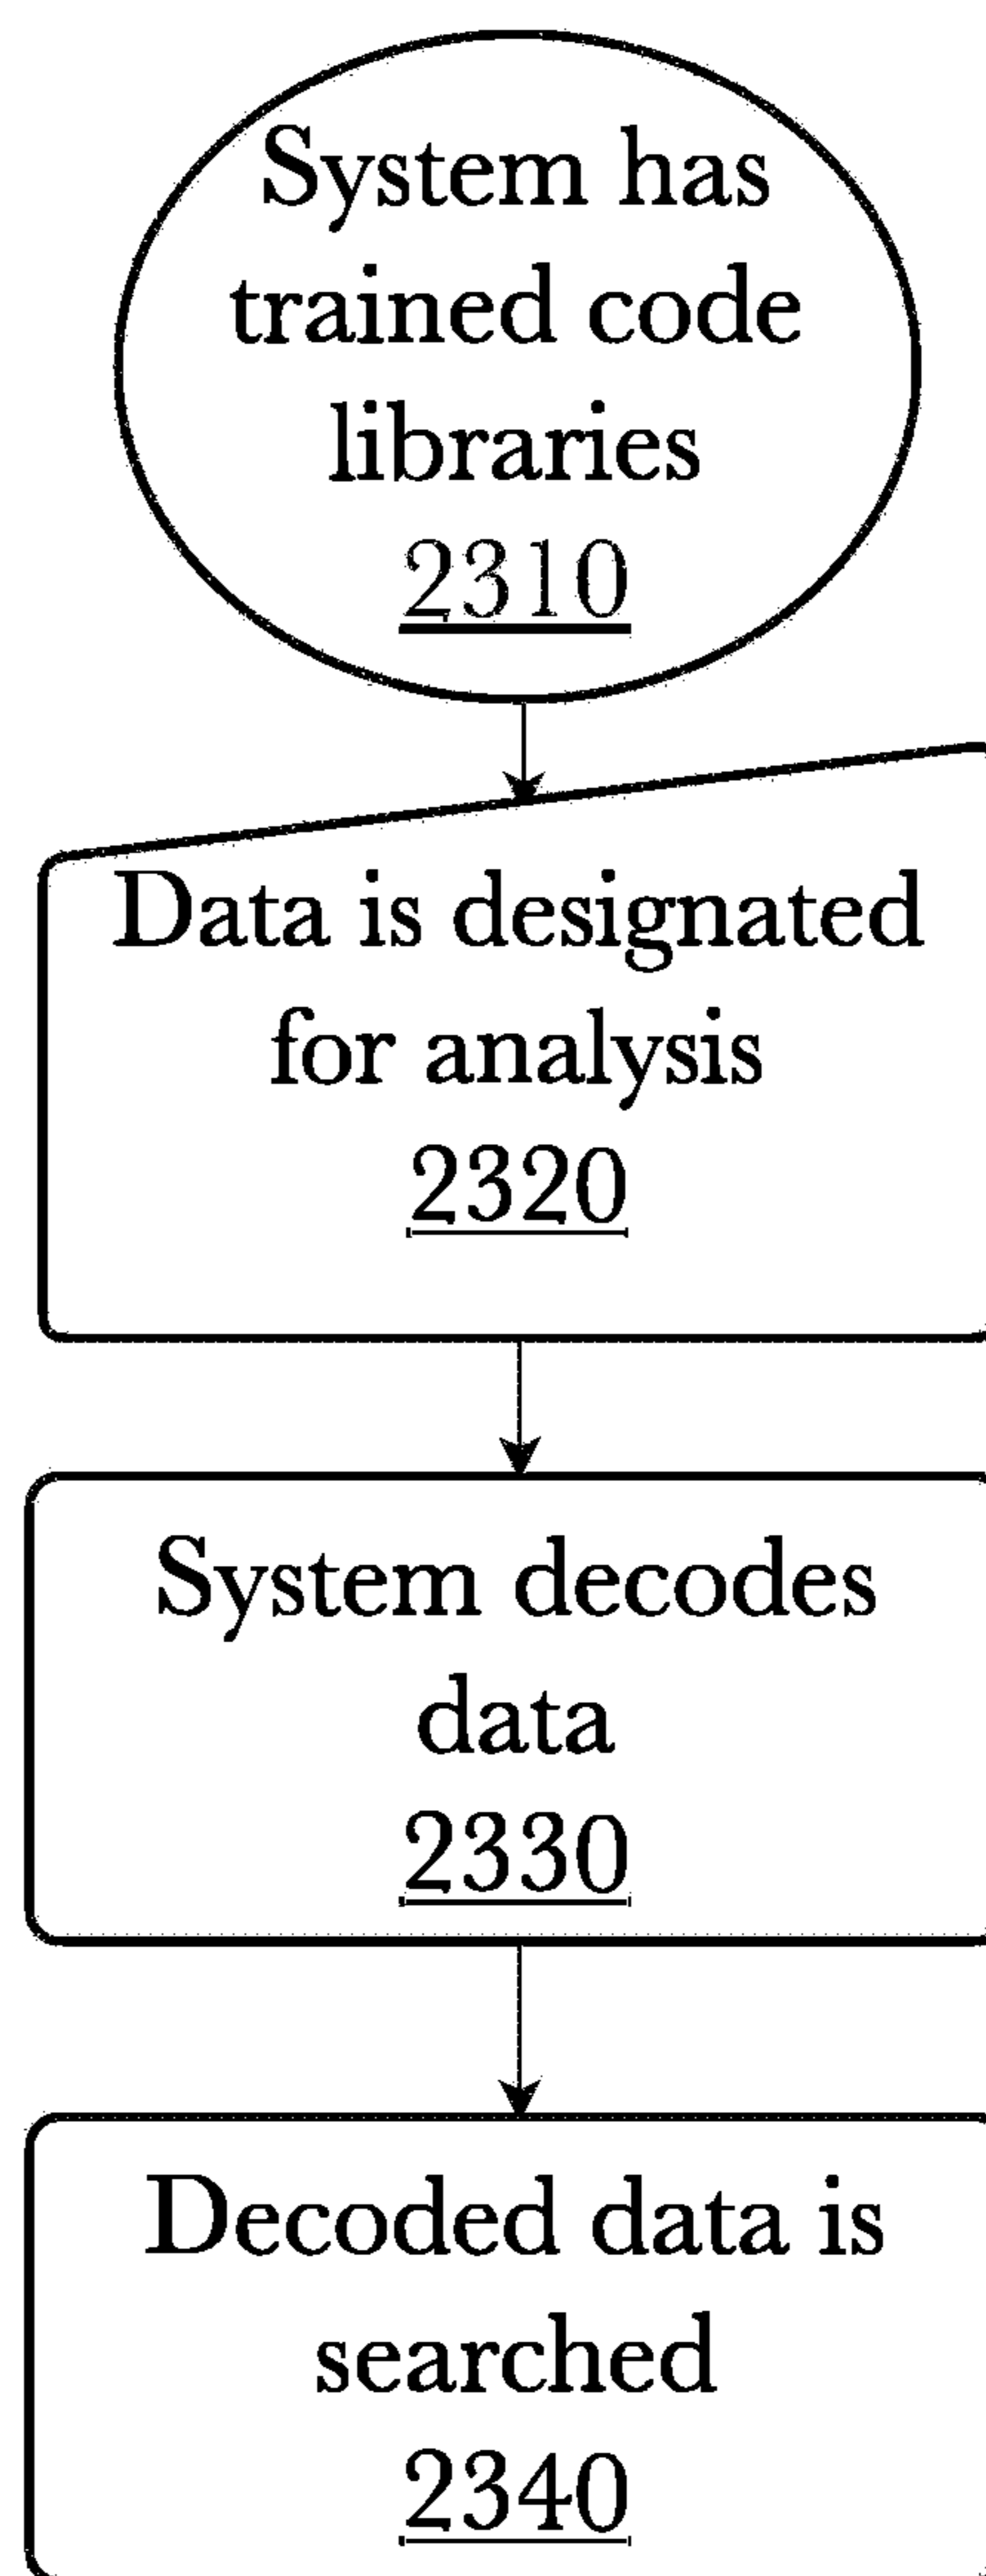 System has
trained code
libraries
2310
Data is designated
for analysis
2320
System decodes
data
2330
Decoded data is
searched
2340